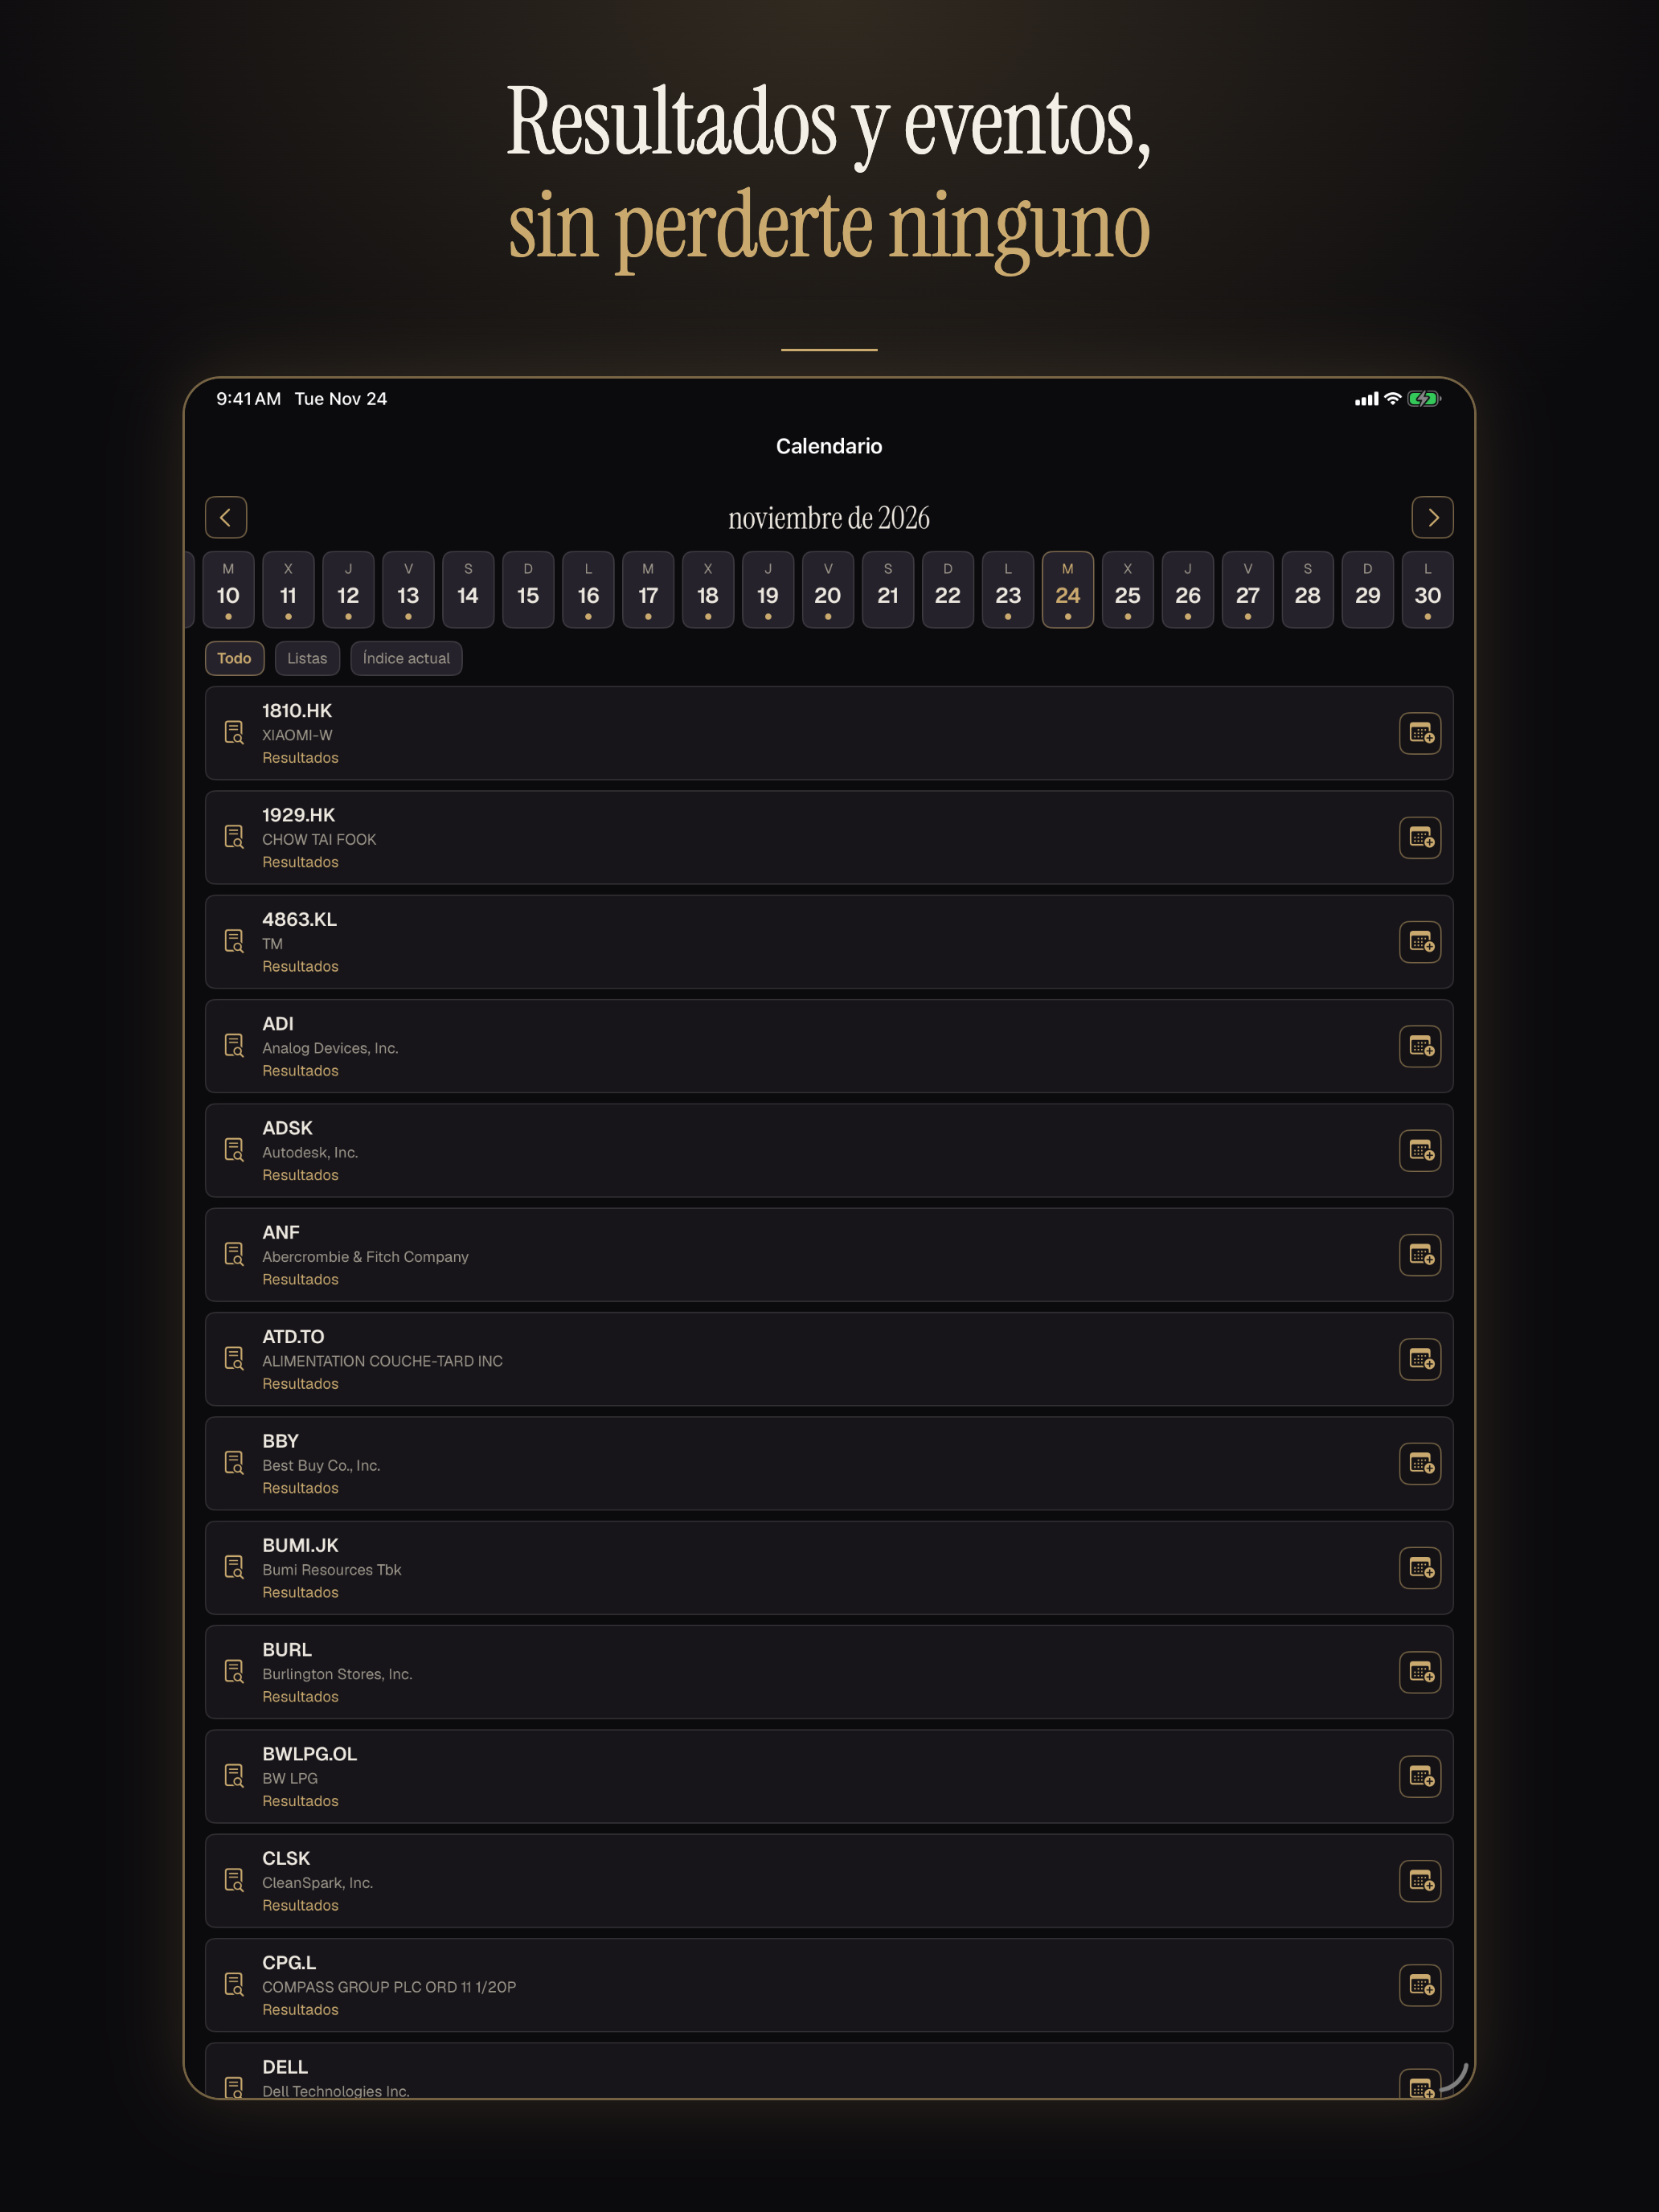 Resultados y eventos,
sin perderte ninguno
9:41 AM Tue Nov 24
Calendario
noviembre de 2026
M X J V S D L M X J V S D L M X J V S D L
10 11 12 13 14 15 16 17 18 19 20 21 22 23 24 25 26 27 28 29 30
Todo Listas Índice actual
1810.HK
XIAOMI-W
Resultados
1929.HK
CHOW TAI FOOK
Resultados
4863.KL
TM
Resultados
ADI
Analog Devices, Inc.
Resultados
ADSK
Autodesk, Inc.
Resultados
ANF
Abercrombie & Fitch Company
Resultados
ATD.TO
ALIMENTATION COUCHE-TARD INC
Resultados
BBY
Best Buy Co., Inc.
Resultados
BUMI.JK
Bumi Resources Tbk
Resultados
BURL
Burlington Stores, Inc.
Resultados
BWLPG.OL
BW LPG
Resultados
CLSK
CleanSpark, Inc.
Resultados
CPG.L
COMPASS GROUP PLC ORD 11 1/20P
Resultados
DELL
Dell Technologies Inc.